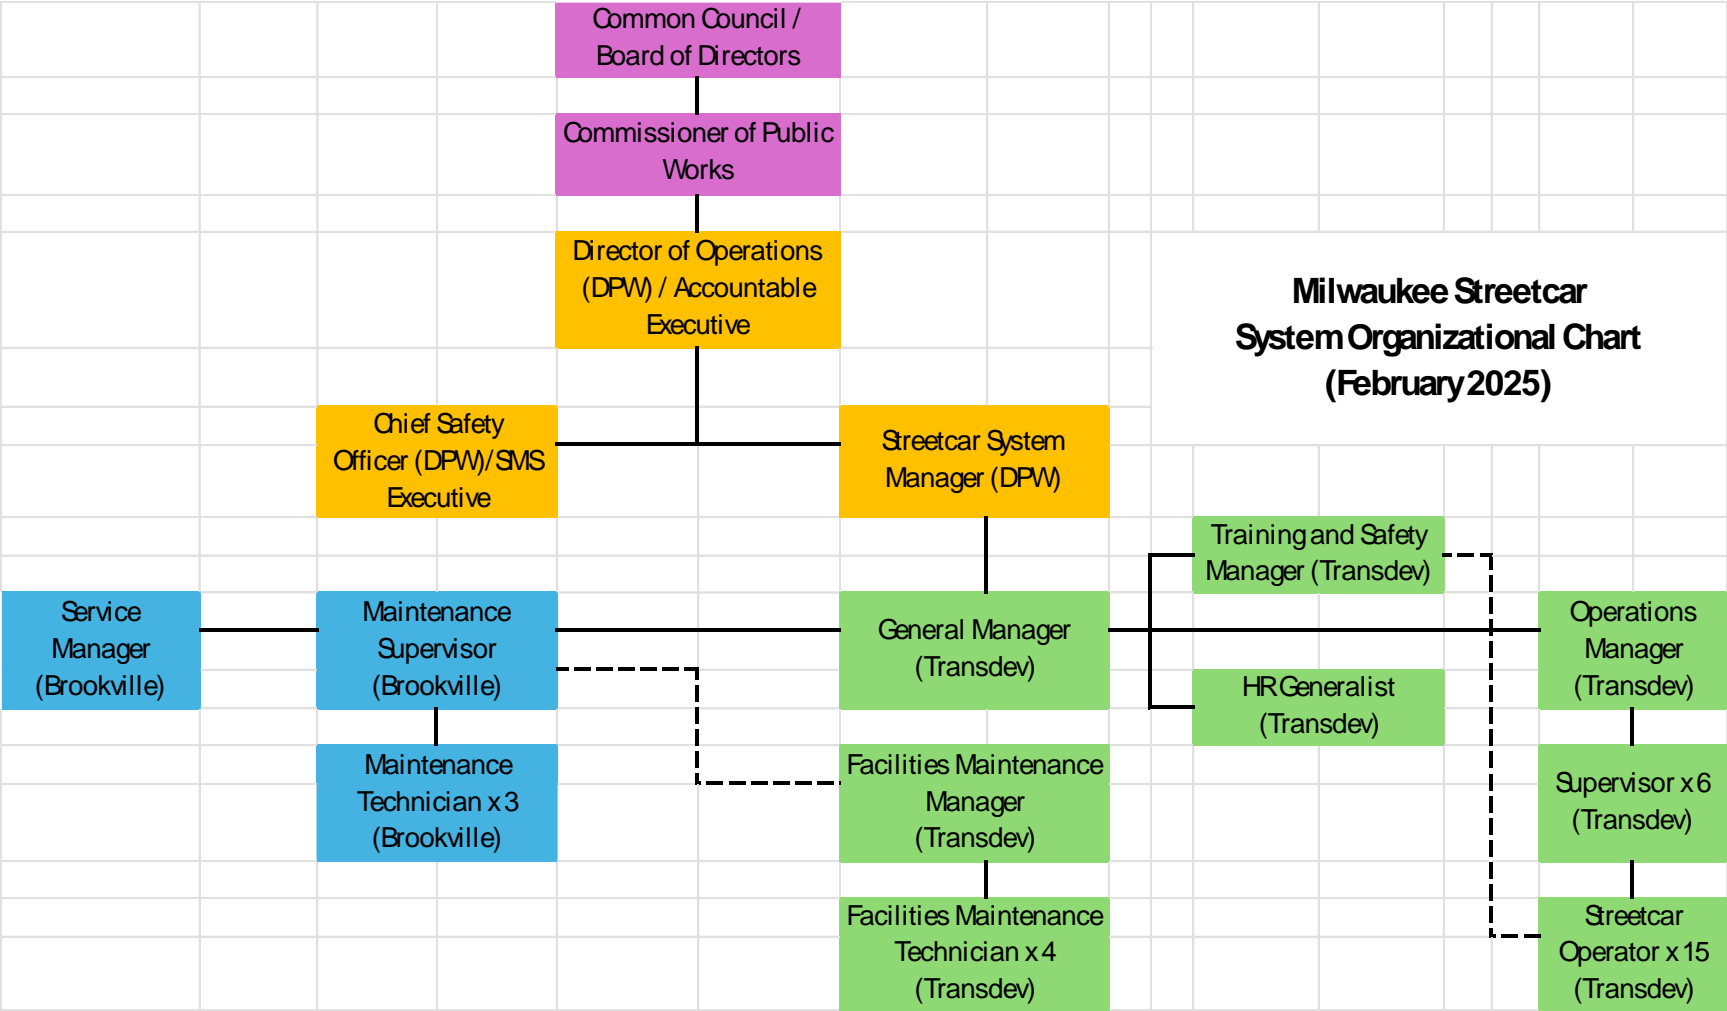 Common Council /
Board of Directors
Commissioner of Public
Works
Director of Operations
(DPW) / Accountable
Executive
Milwaukee Streetcar
System Organizational Chart
(February 2025)
Chief Safety
Officer (DPW)/SMS
Executive
Streetcar System
Manager (DPW)
Training and Safety
Manager (Transdev)
Service
Manager
(Brookville)
Maintenance
Supervisor
(Brookville)
General Manager
(Transdev)
Operations
Manager
(Transdev)
HR Generalist
(Transdev)
Maintenance
Technician x 3
(Brookville)
Facilities Maintenance
Manager
(Transdev)
Supervisor x 6
(Transdev)
Facilities Maintenance
Technician x 4
(Transdev)
Streetcar
Operator x 15
(Transdev)